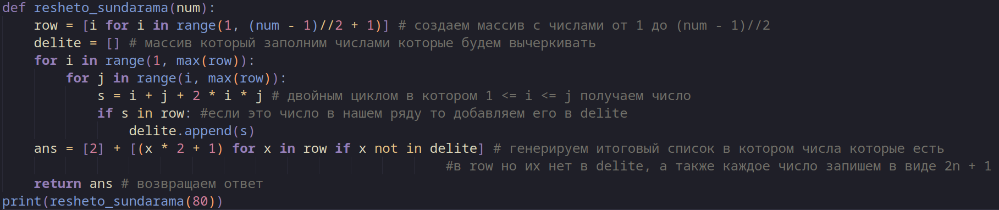 def resheto_sundarama(num):
    row = [i for i in range(1, (num - 1)//2 + 1)] # создаем массив с числами от 1 до (num - 1)//2
    delite = [] # массив который заполним числами которые будем вычеркивать
    for i in range(1, max(row)):
        for j in range(i, max(row)):
            s = i + j + 2 * i * j # двойным циклом в котором 1 <= i <= j получаем число
            if s in row: #если это число в нашем ряду то добавляем его в delite
                delite.append(s)
    ans = [2] + [(x * 2 + 1) for x in row if x not in delite] # генерируем итоговый список в котором числа которые есть
                                                        #в row но их нет в delite, а также каждое число запишем в виде 2n + 1
    return ans # возвращаем ответ
print(resheto_sundarama(80))